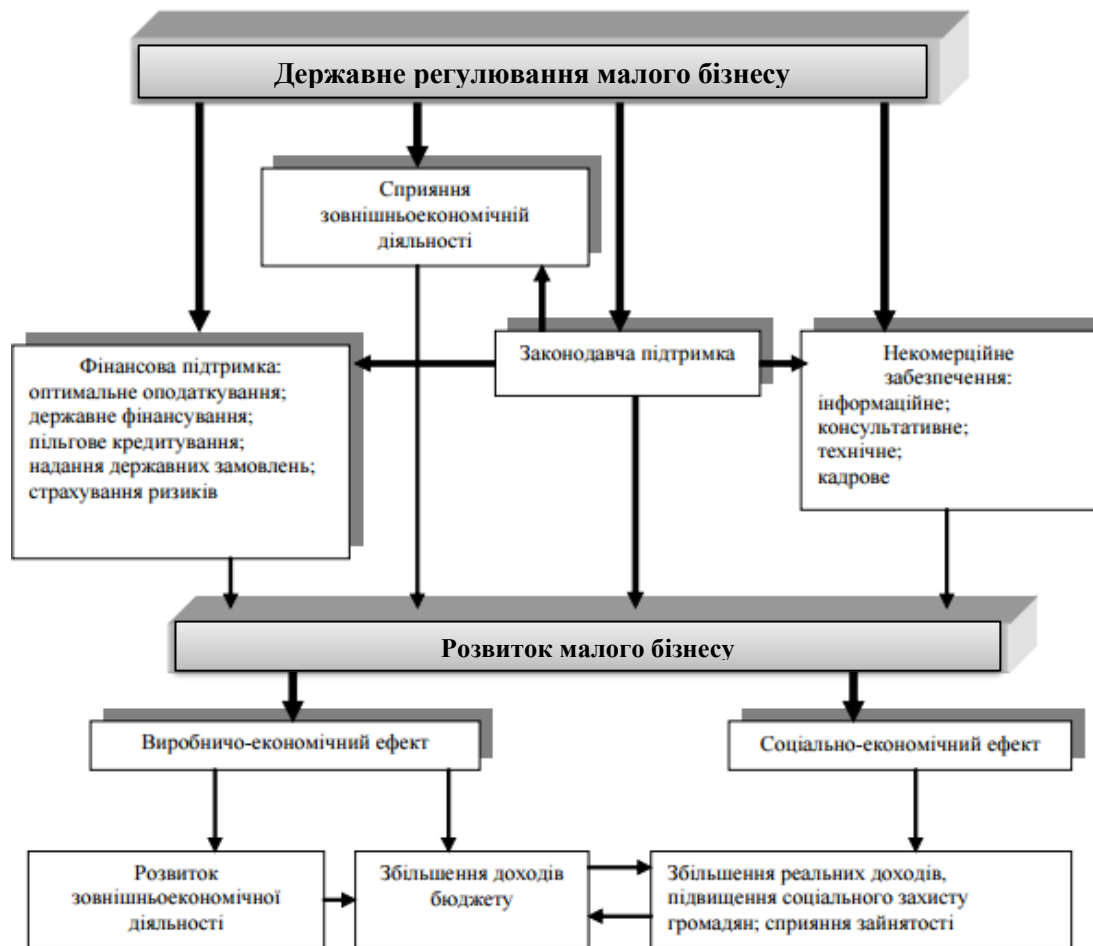 Державне регулювання малого бізнесу
Сприяння
зовнішньоекономічній
діяльності
Фінансова підтримка:
оптимальне оподаткування;
державне фінансування;
пільгове кредитування;
надання державних замовлень;
страхування ризиків
Законодавча підтримка
Некомерційне
забезпечення:
інформаційне;
консультативне;
технічне;
кадрове
Розвиток малого бізнесу
Виробничо-економічний ефект
Соціально-економічний ефект
Розвиток
зовнішньоекономічної
діяльності
Збільшення доходів
бюджету
Збільшення реальних доходів,
підвищення соціального захисту
громадян; сприяння зайнятості